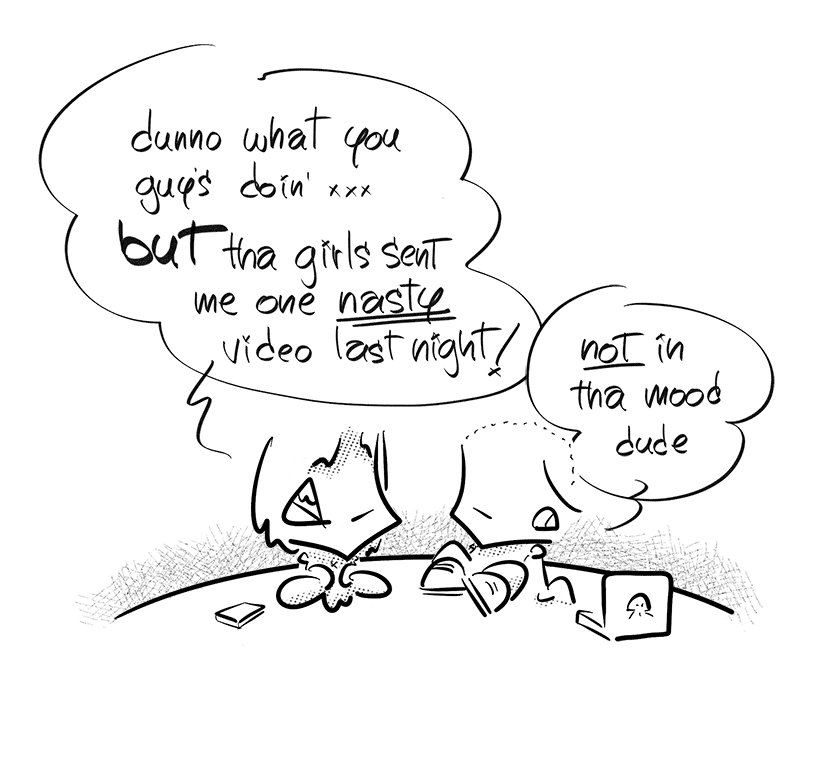 dunno what you
guy's doin' xxx
but tha girls sent
me one nasty
video last night!
not in
tha mood
dude